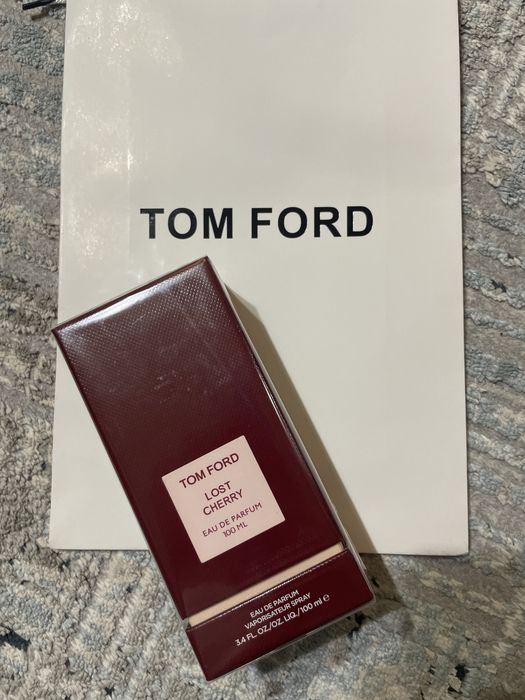 TOM FORD
TOM FORD
LOST
CHERRY
EAU DE PARFUM
100 ML
EAU DE PARFUM
VAPORISATEUR SPRAY
3.4 FL. OZ./OZ. LIQ./100 ml e